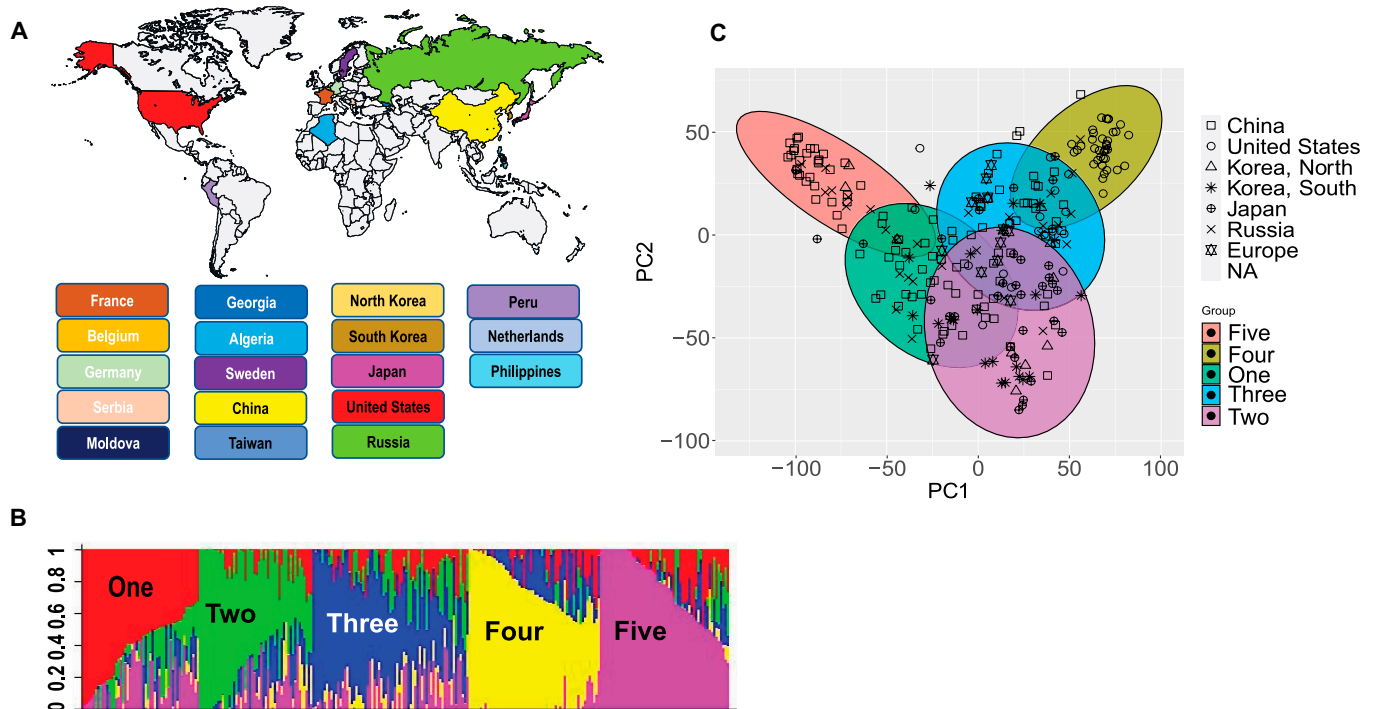 A
France
Georgia
North Korea
Peru
Belgium
Algeria
South Korea
Netherlands
Germany
Sweden
Japan
Philippines
Serbia
China
United States
Moldova
Taiwan
Russia
B
0 0.2 0.4 0.6 0.8 1
One
Two
Three
Four
Five
C
PC2
50
0
−50
−100
−100
−50
0
50
100
PC1
China
United States
Korea, North
Korea, South
Japan
Russia
Europe
NA
Group
Five
Four
One
Three
Two